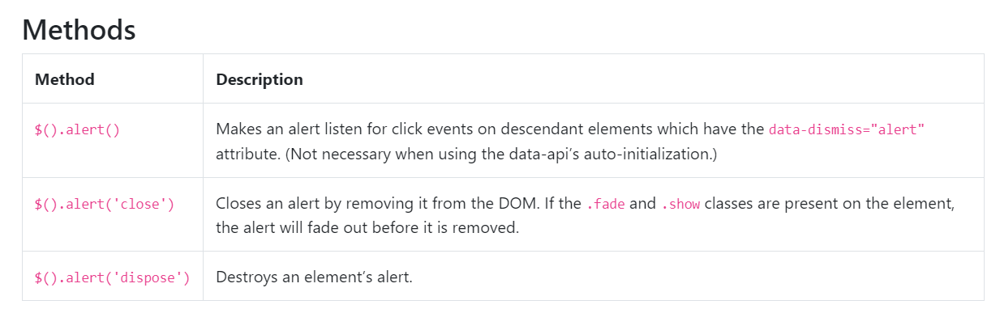 Methods
Method Description
$().alert() Makes an alert listen for click events on descendant elements which have the data-dismiss="alert"
attribute. (Not necessary when using the data-api’s auto-initialization.)
$().alert('close') Closes an alert by removing it from the DOM. If the .fade and .show classes are present on the element,
the alert will fade out before it is removed.
$().alert('dispose') Destroys an element’s alert.